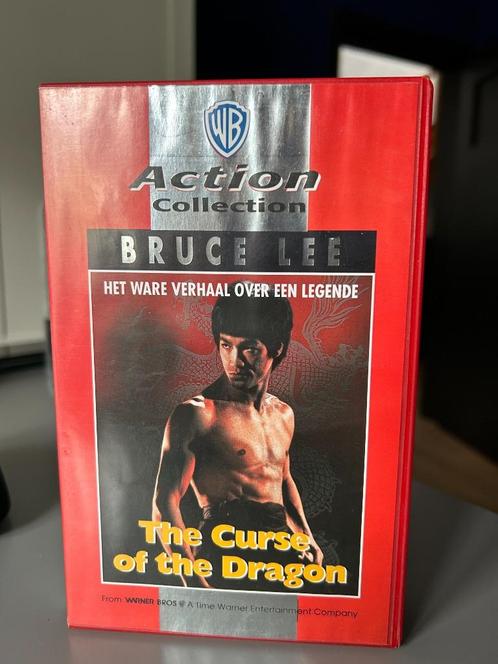 WB
Action
Collection
BRUCE LEE
HET WARE VERHAAL OVER EEN LEGENDE
The Curse
of the Dragon
From WARNER BROS A Time Warner Entertainment Company